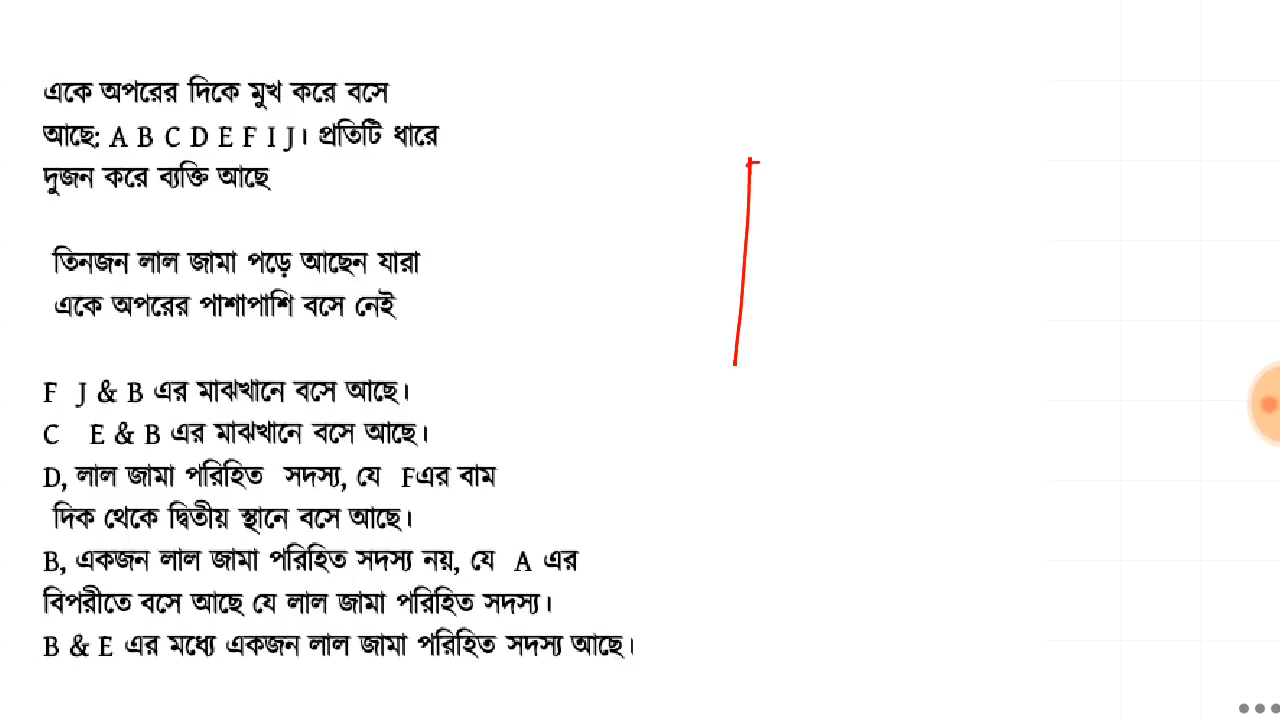 একে অপরের দিকে মুখ করে বসে
আছে: A B C D E F I J। প্রতিটি ধারে
দুজন করে ব্যক্তি আছে
তিনজন লাল জামা পড়ে আছেন যারা
একে অপরের পাশাপাশি বসে নেই
F J & B এর মাঝখানে বসে আছে।
C E & B এর মাঝখানে বসে আছে।
D, লাল জামা পরিহিত সদস্য, যে Fএর বাম
দিক থেকে দ্বিতীয় স্থানে বসে আছে।
B, একজন লাল জামা পরিহিত সদস্য নয়, যে A এর
বিপরীতে বসে আছে যে লাল জামা পরিহিত সদস্য।
B & E এর মধ্যে একজন লাল জামা পরিহিত সদস্য আছে।